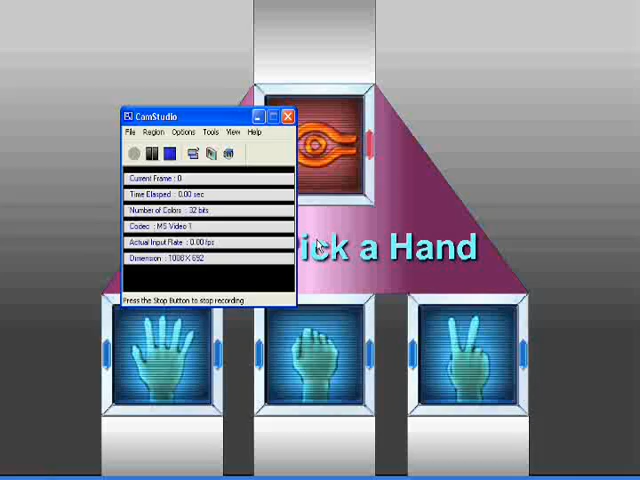 CamStudio
File Region Options Tools View Help
Current Frame : 0
Time Elasped : 0.00 sec
Number of Colors : 32 bits
Codec : MS Video 1
Actual Input Rate : 0.00 fps
Dimension : 1088 X 692
Press the Stop Button to stop recording
ick a Hand